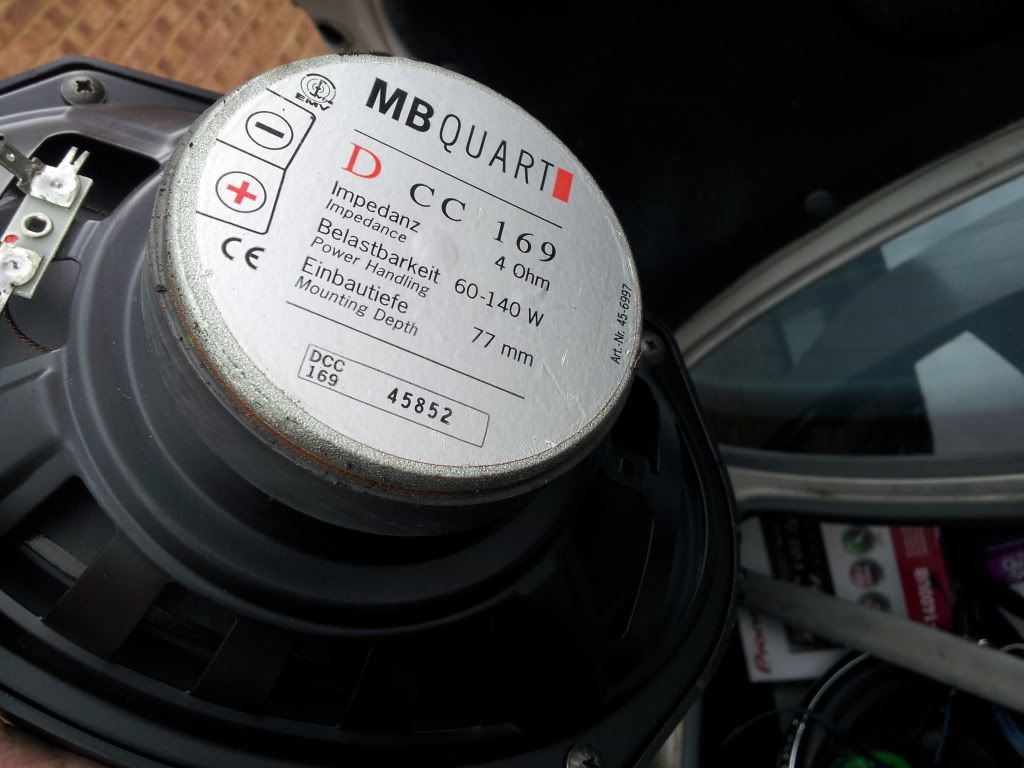 EMV
MB QUART
D CC 169
Impedanz 4 Ohm
Impedance
Belastbarkeit 60-140 W
Power Handling
Einbautiefe 77 mm
Mounting Depth
CE
DCC
169
45852
Art.-Nr. 45-6997
-1400UB